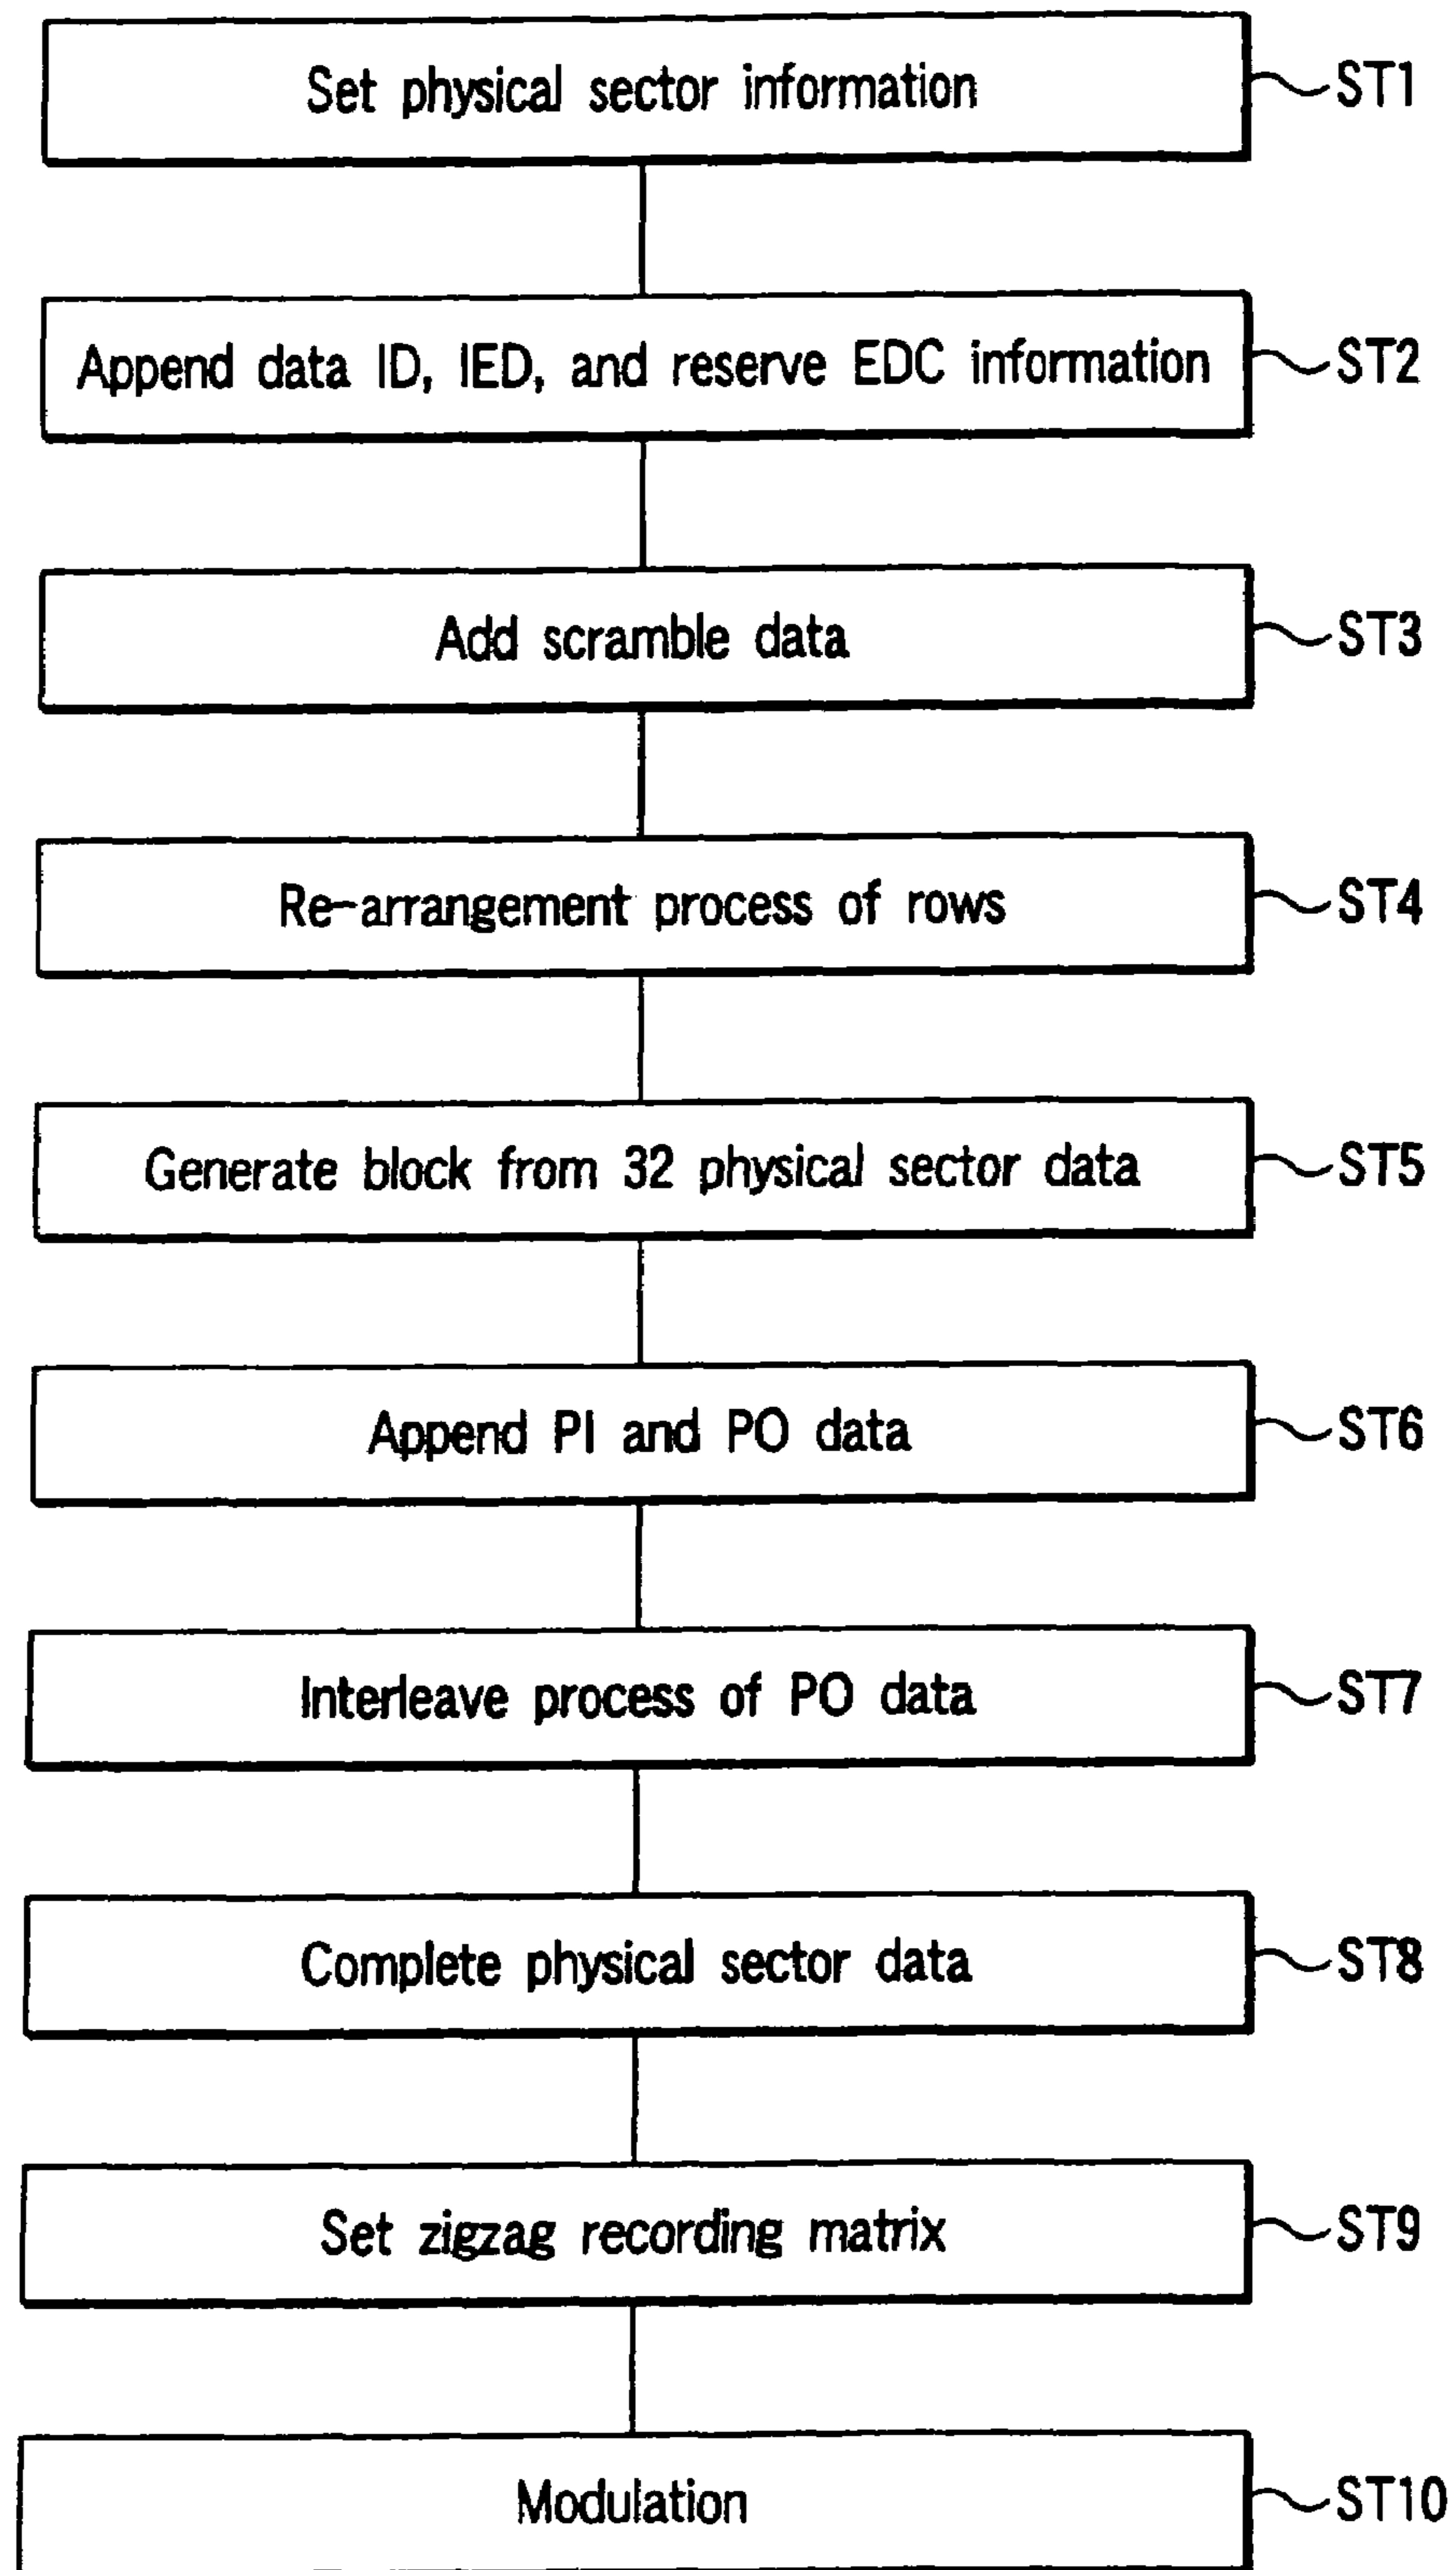 Set physical sector information ST1
Append data ID, IED, and reserve EDC information ST2
Add scramble data ST3
Re-arrangement process of rows ST4
Generate block from 32 physical sector data ST5
Append PI and PO data ST6
Interleave process of PO data ST7
Complete physical sector data ST8
Set zigzag recording matrix ST9
Modulation ST10